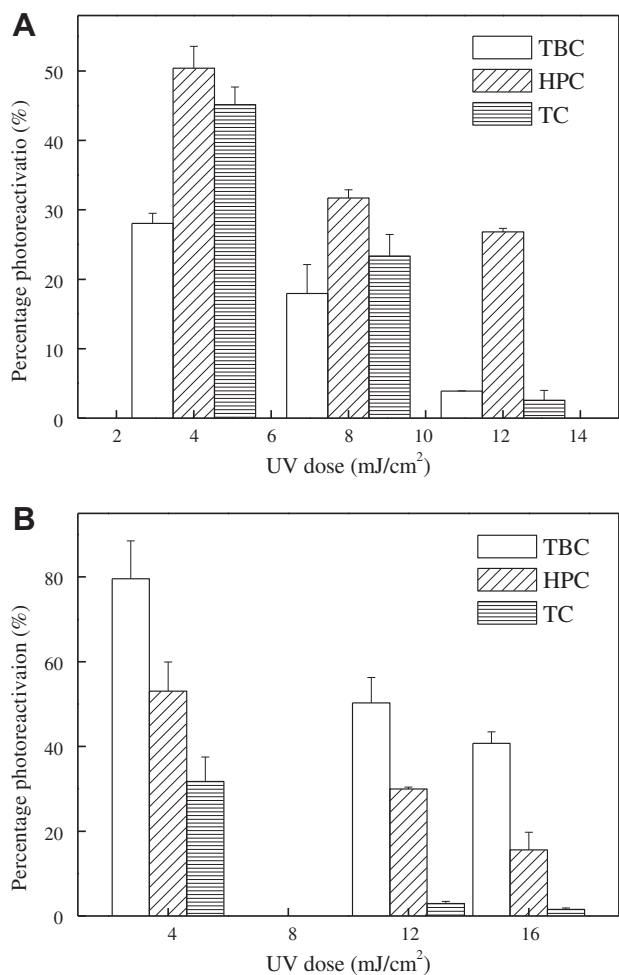 A
TBC
HPC
TC
50
40
30
20
10
0
Percentage photoreactivatio (%)
2 4 6 8 10 12 14
UV dose (mJ/cm²)
B
TBC
HPC
TC
80
60
40
20
0
Percentage photoreactivaion (%)
4 8 12 16
UV dose (mJ/cm²)